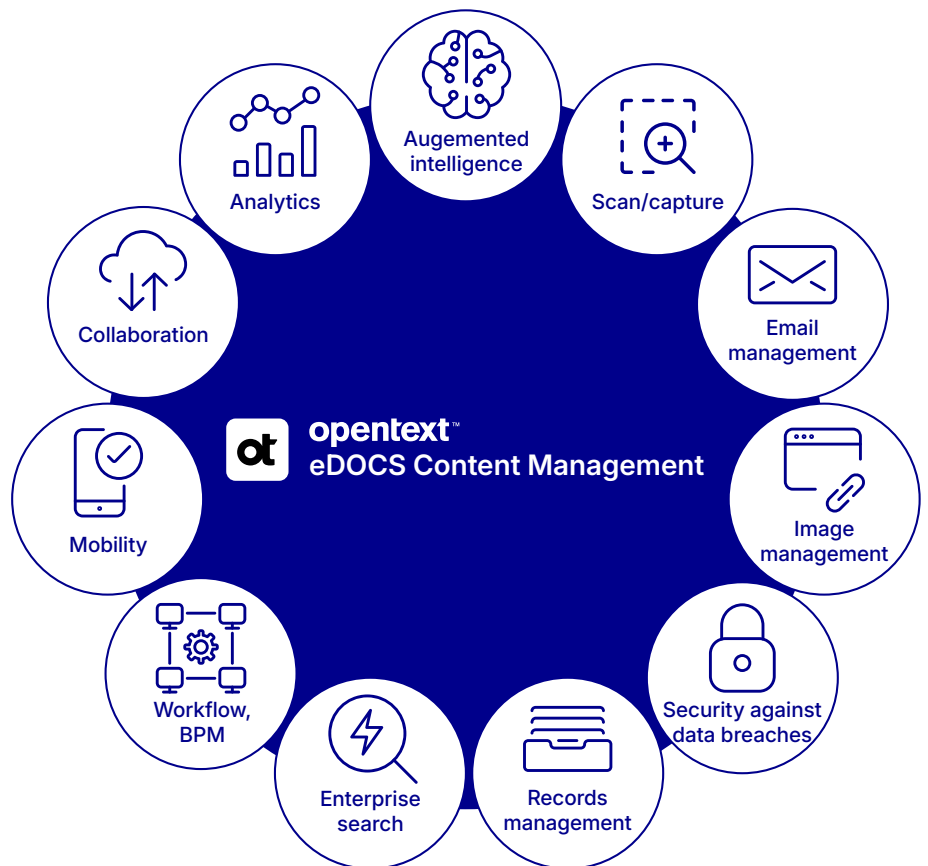 Augemented
intelligence
Scan/capture
Email
management
Image
management
Security against
data breaches
Records
management
Enterprise
search
Workflow,
BPM
Mobility
Collaboration
Analytics
ot
opentext™
eDOCS Content Management